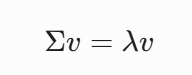 Σv = λv